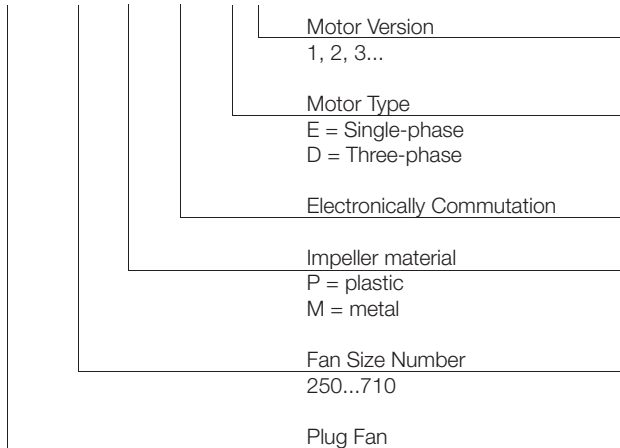 Motor Version
1, 2, 3...
Motor Type
E = Single-phase
D = Three-phase
Electronically Commutation
Impeller material
P = plastic
M = metal
Fan Size Number
250...710
Plug Fan